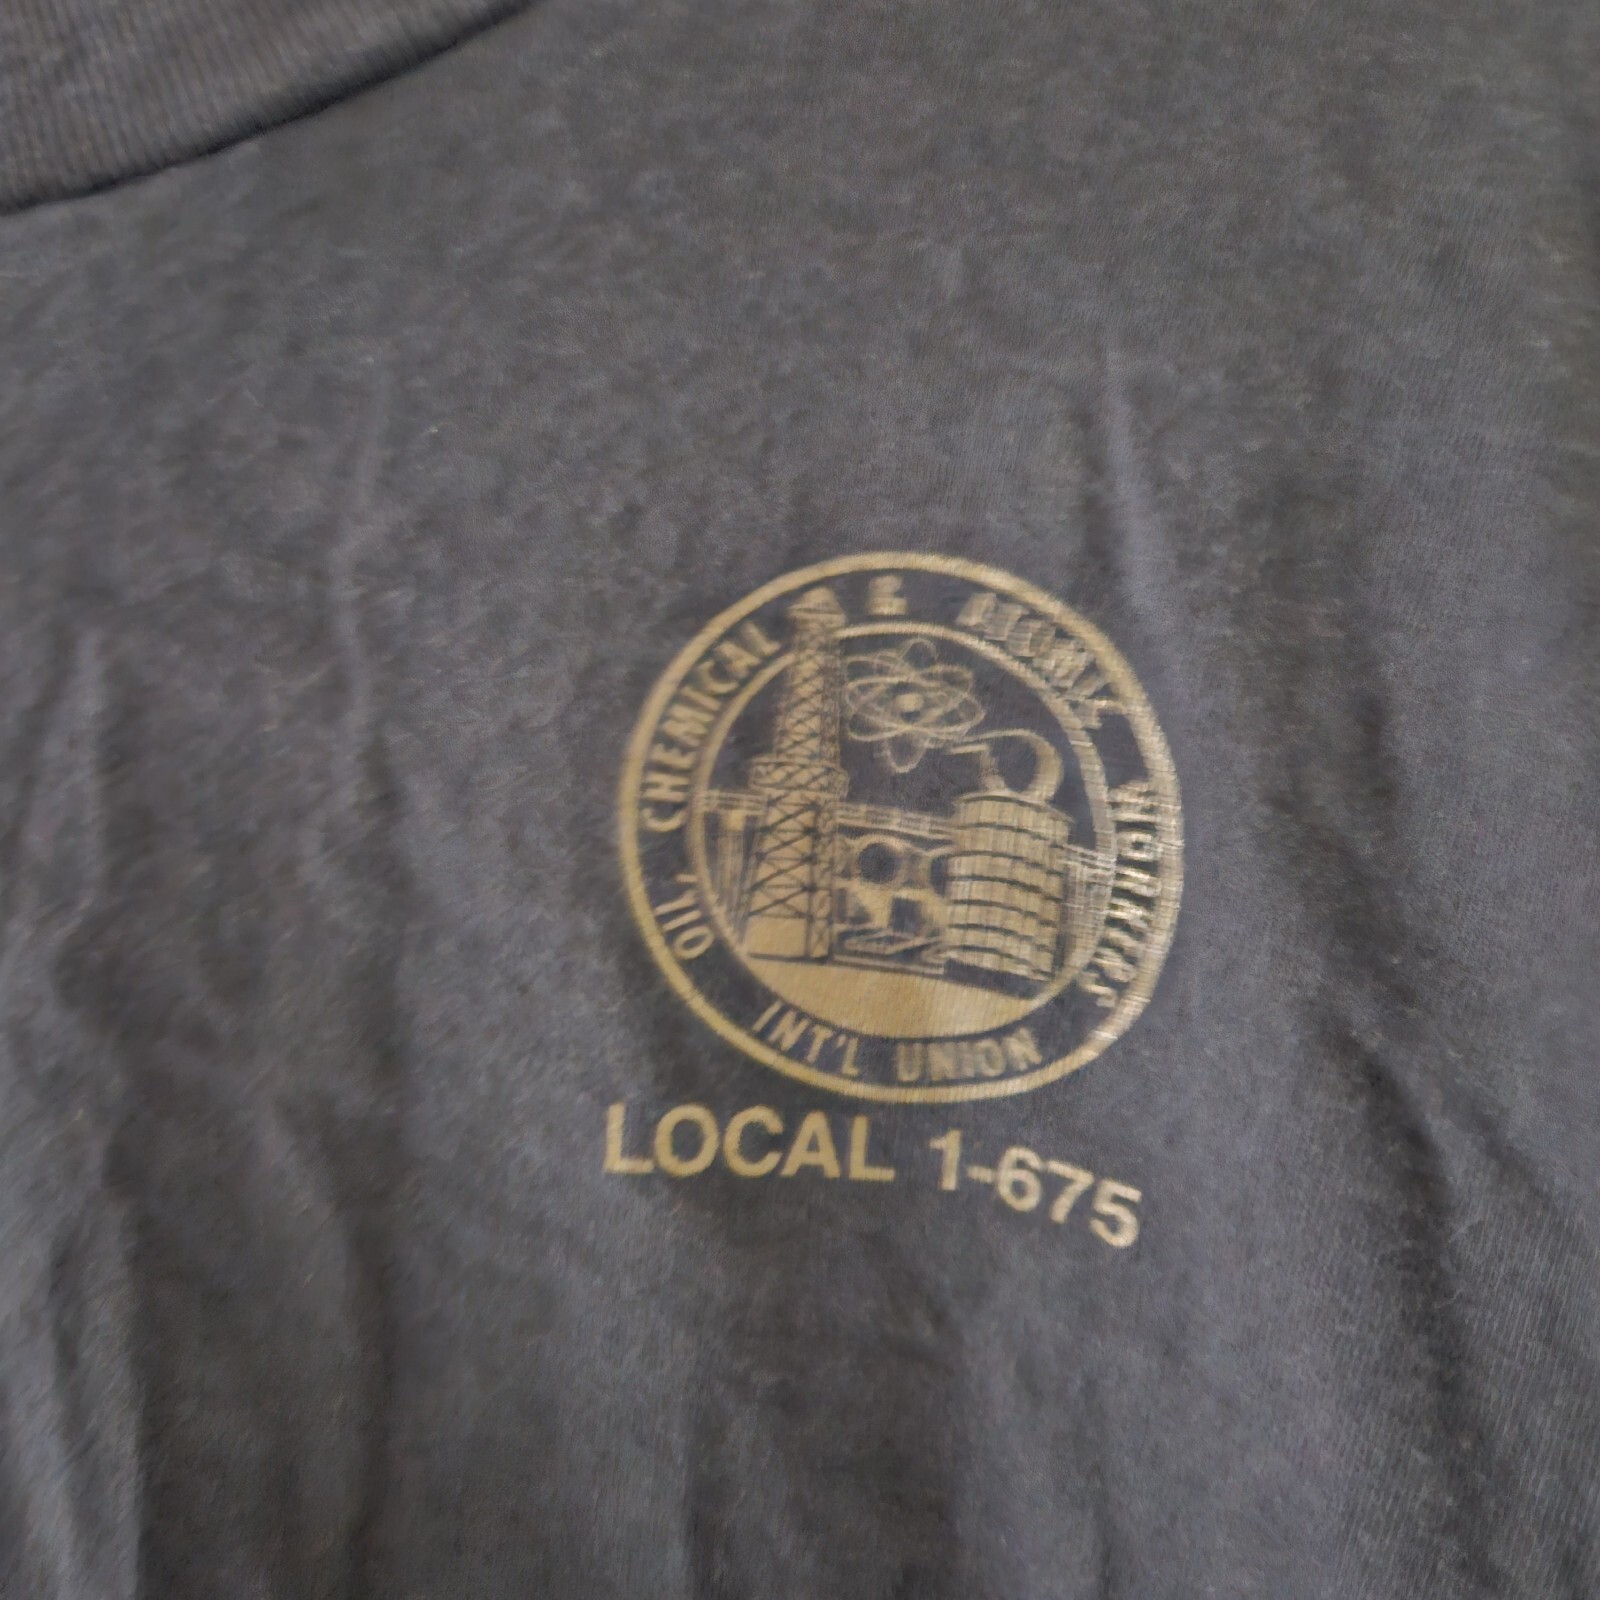 OIL, CHEMICAL & ATOMIC WORKERS
INT'L UNION
LOCAL 1-675